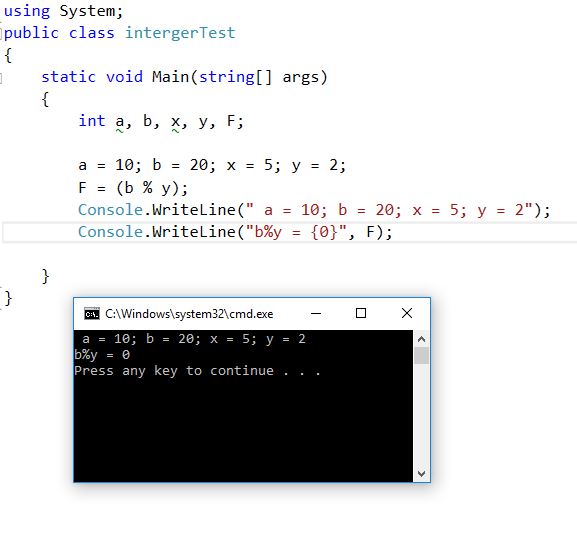 using System;
public class intergerTest
{
static void Main(string[] args)
{
int a, b, x, y, F;
a = 10; b = 20; x = 5; y = 2;
F = (b % y);
Console.WriteLine(" a = 10; b = 20; x = 5; y = 2");
Console.WriteLine("b%y = {0}", F);
}
}
C:\Windows\system32\cmd.exe
a = 10; b = 20; x = 5; y = 2
b%y = 0
Press any key to continue . . .